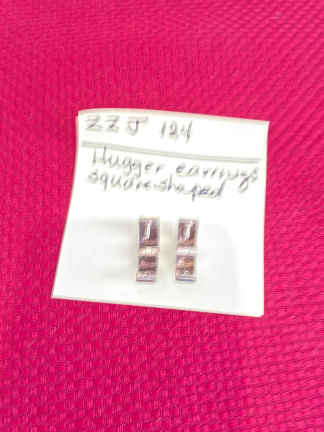 ZZJ 124
Hugger earrings
square-shaped